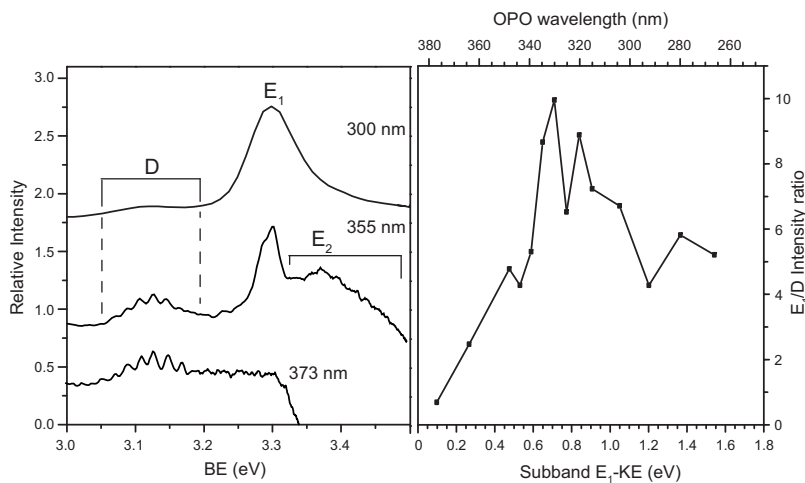 OPO wavelength (nm)
380 360 340 320 300 280 260
3.0
2.5
2.0
1.5
1.0
0.5
0.0
Relative Intensity
E1
300 nm
D
355 nm
E2
373 nm
3.0 3.1 3.2 3.3 3.4
BE (eV)
10
8
6
4
2
0
/D Intensity ratio
0 0.2 0.4 0.6 0.8 1.0 1.2 1.4 1.6 1.8
Subband E1-KE (eV)